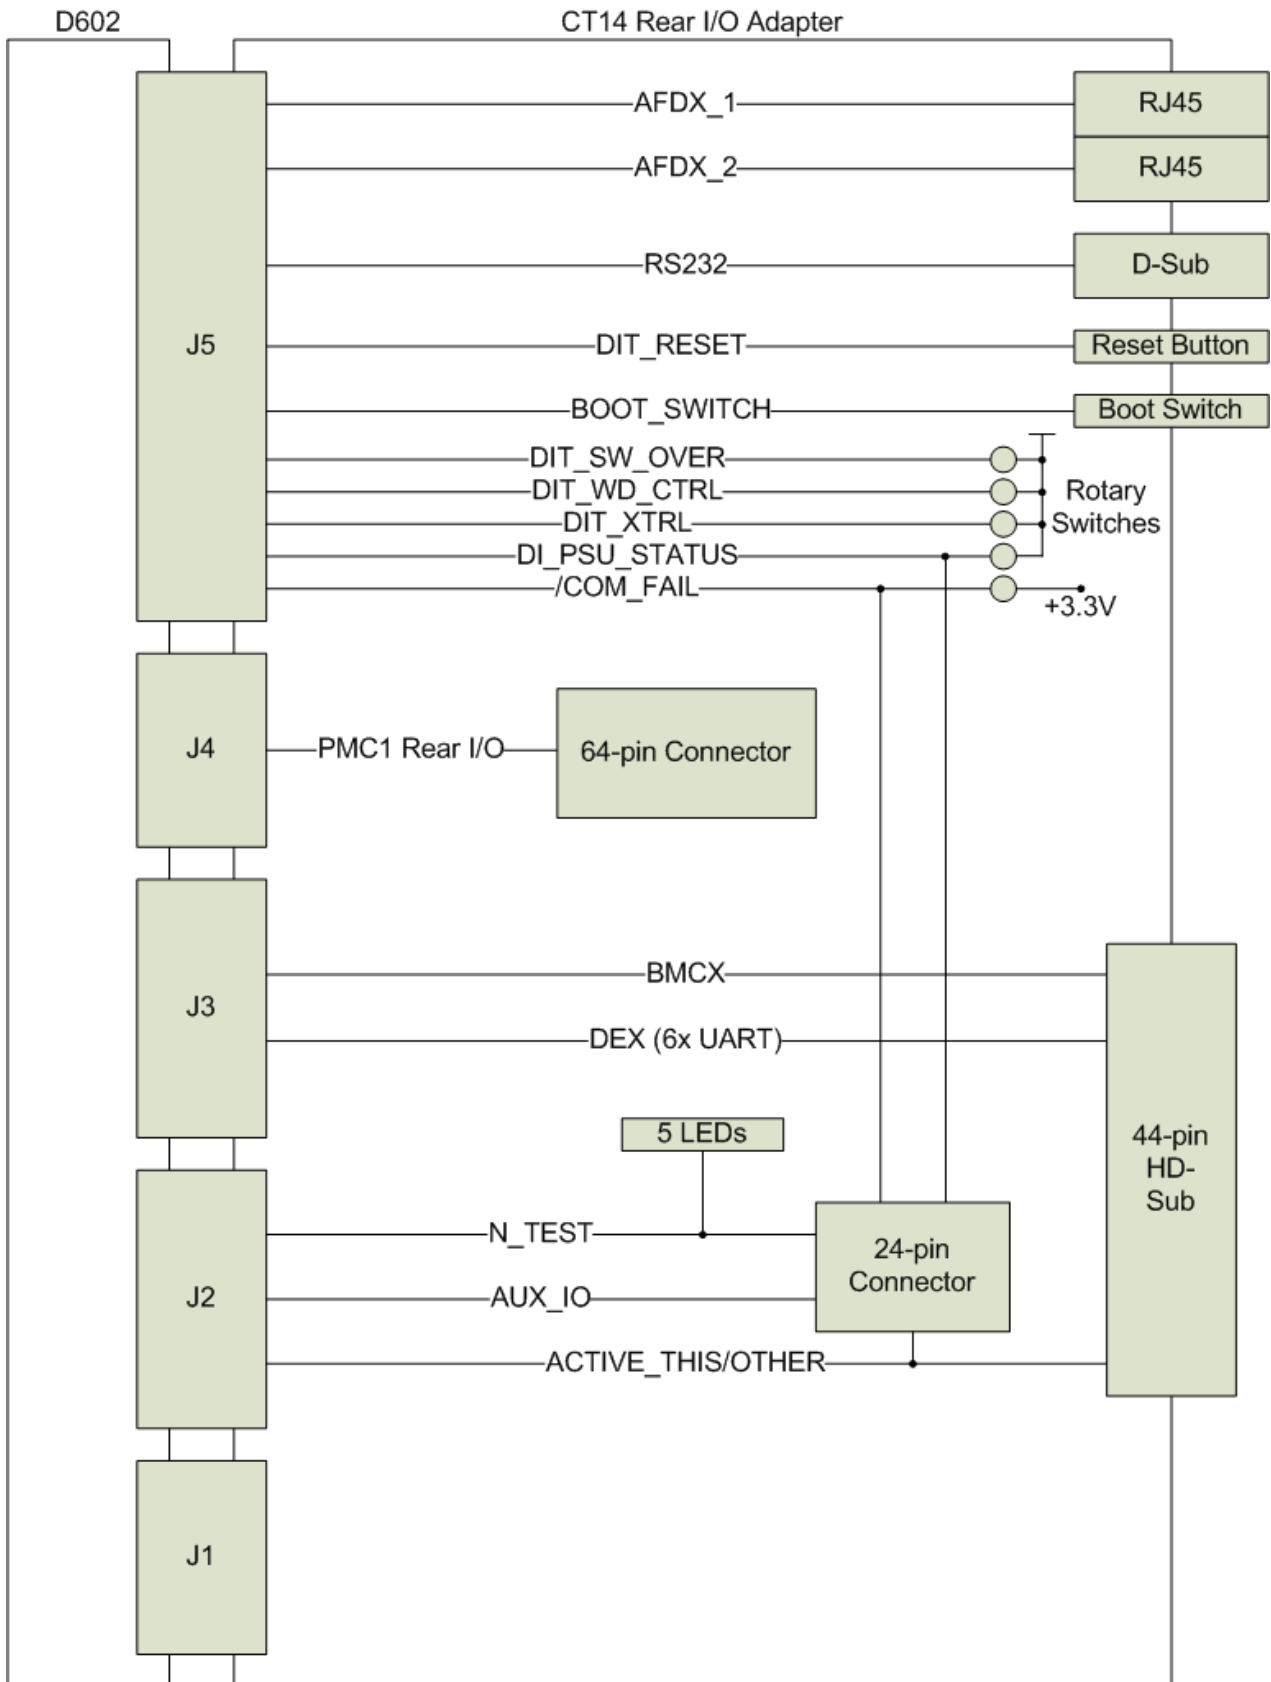 D602
CT14 Rear I/O Adapter
AFDX_1
RJ45
AFDX_2
RJ45
RS232
D-Sub
J5
DIT_RESET
Reset Button
BOOT_SWITCH
Boot Switch
DIT_SW_OVER
DIT_WD_CTRL
Rotary
DIT_XTRL
Switches
DI_PSU_STATUS
/COM_FAIL
+3.3V
J4
PMC1 Rear I/O
64-pin Connector
BMCX
J3
DEX (6x UART)
5 LEDs
44-pin
HD-
Sub
N_TEST
24-pin
Connector
J2
AUX_IO
ACTIVE_THIS/OTHER
J1